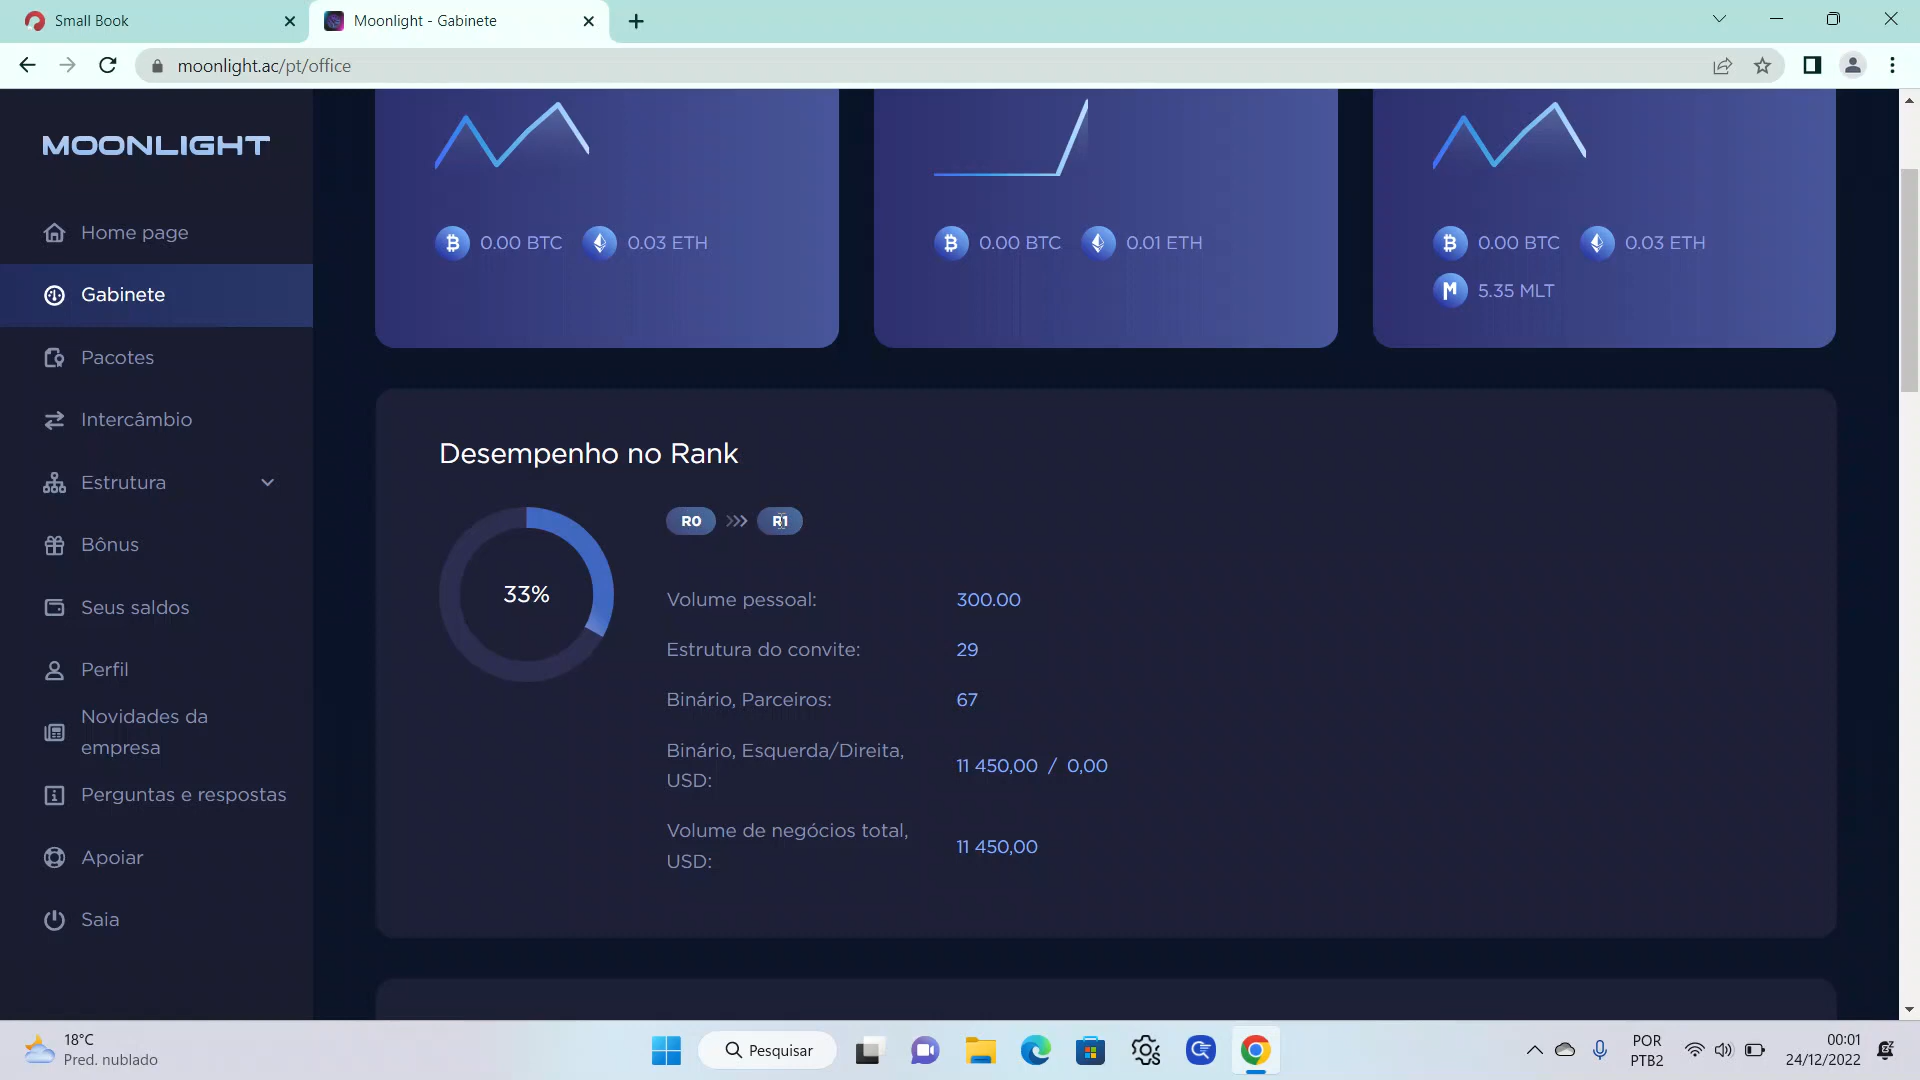 Small Book
Moonlight - Gabinete
moonlight.ac/pt/office
MOONLIGHT
Home page
Gabinete
Pacotes
Intercâmbio
Estrutura
Bônus
Seus saldos
Perfil
Novidades da
empresa
Perguntas e respostas
Apoiar
Saia
0.00 BTC 0.03 ETH
0.00 BTC 0.01 ETH
0.00 BTC 0.03 ETH
5.35 MLT
Desempenho no Rank
33%
R0 R1
Volume pessoal: 300.00
Estrutura do convite: 29
Binário, Parceiros: 67
Binário, Esquerda/Direita,
USD: 11 450,00 / 0,00
Volume de negócios total,
USD: 11 450,00
18°C
Pred. nublado
Pesquisar
POR
PTB2
00:01
24/12/2022